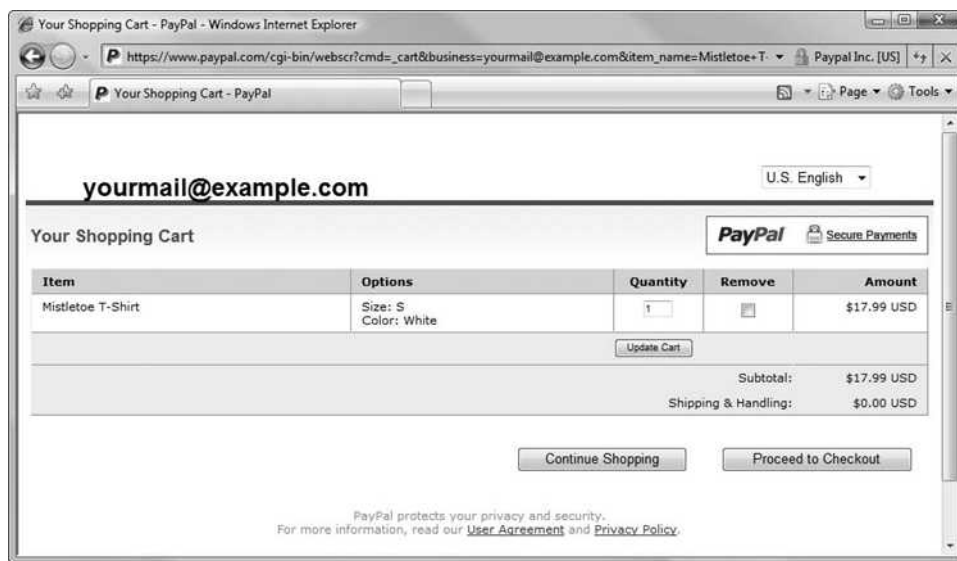 Your Shopping Cart - PayPal - Windows Internet Explorer
https://www.paypal.com/cgi-bin/webscr?cmd=_cart&business=yourmail@example.com&item_name=Mistletoe+T- Paypal Inc. [US]
Your Shopping Cart - PayPal Page Tools
yourmail@example.com U.S. English
Your Shopping Cart PayPal Secure Payments
Item Options Quantity Remove Amount
Mistletoe T-Shirt Size: S 1 $17.99 USD
Color: White
Update Cart
Subtotal: $17.99 USD
Shipping & Handling: $0.00 USD
Continue Shopping Proceed to Checkout
PayPal protects your privacy and security.
For more information, read our User Agreement and Privacy Policy.